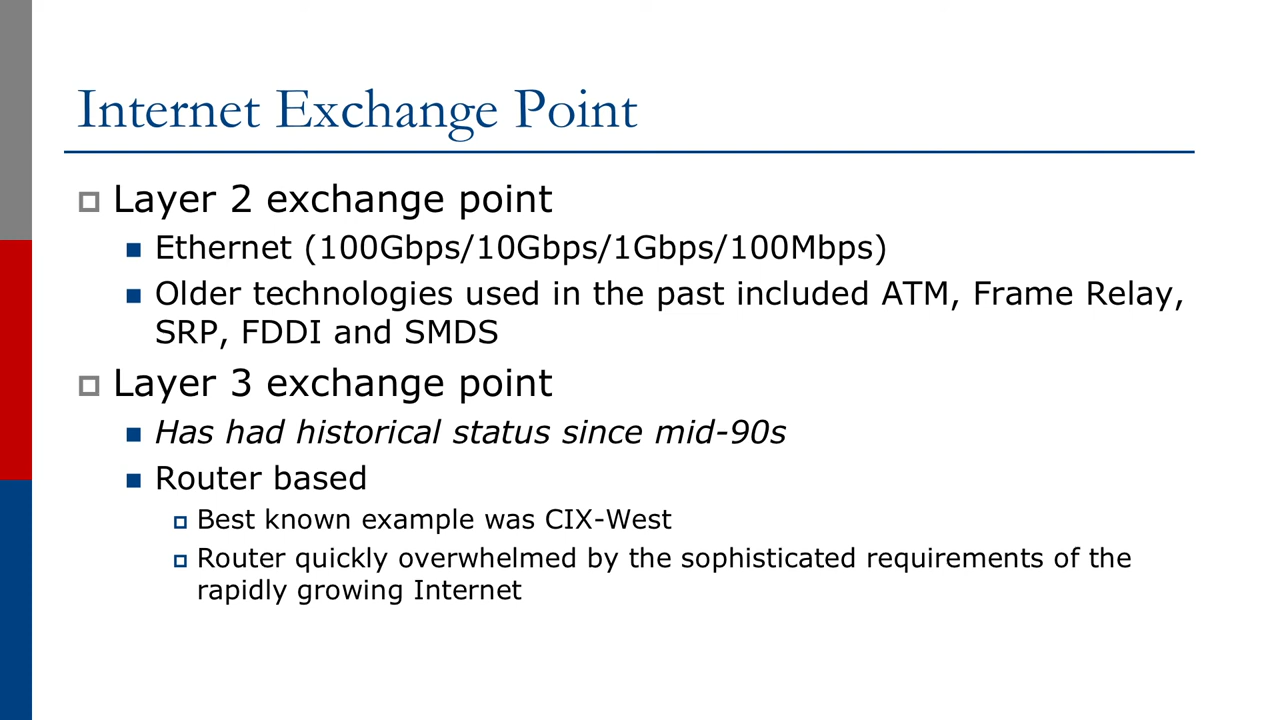 Internet Exchange Point
Layer 2 exchange point
Ethernet (100Gbps/10Gbps/1Gbps/100Mbps)
Older technologies used in the past included ATM, Frame Relay,
SRP, FDDI and SMDS
Layer 3 exchange point
Has had historical status since mid-90s
Router based
Best known example was CIX-West
Router quickly overwhelmed by the sophisticated requirements of the
rapidly growing Internet